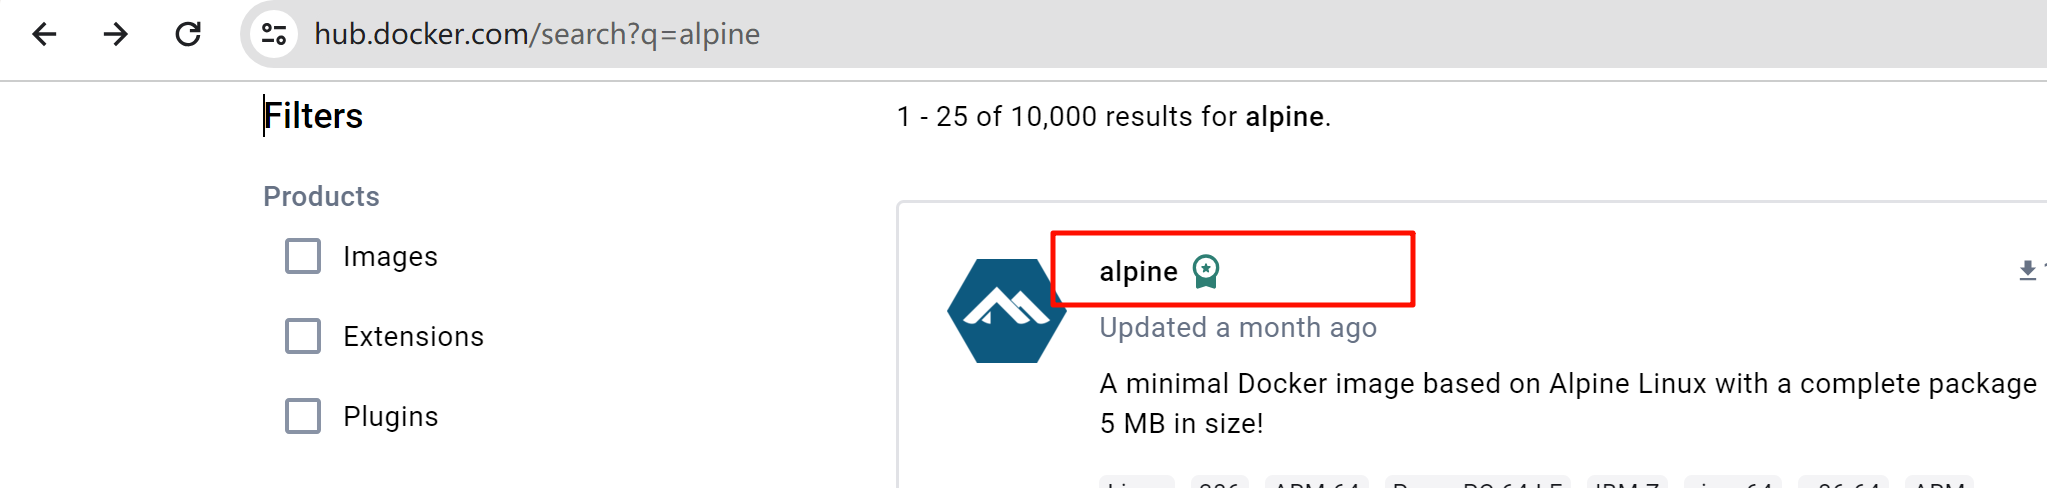 hub.docker.com/search?q=alpine
Filters
1 - 25 of 10,000 results for alpine.
Products
Images
Extensions
Plugins
alpine
Updated a month ago
A minimal Docker image based on Alpine Linux with a complete package
5 MB in size!